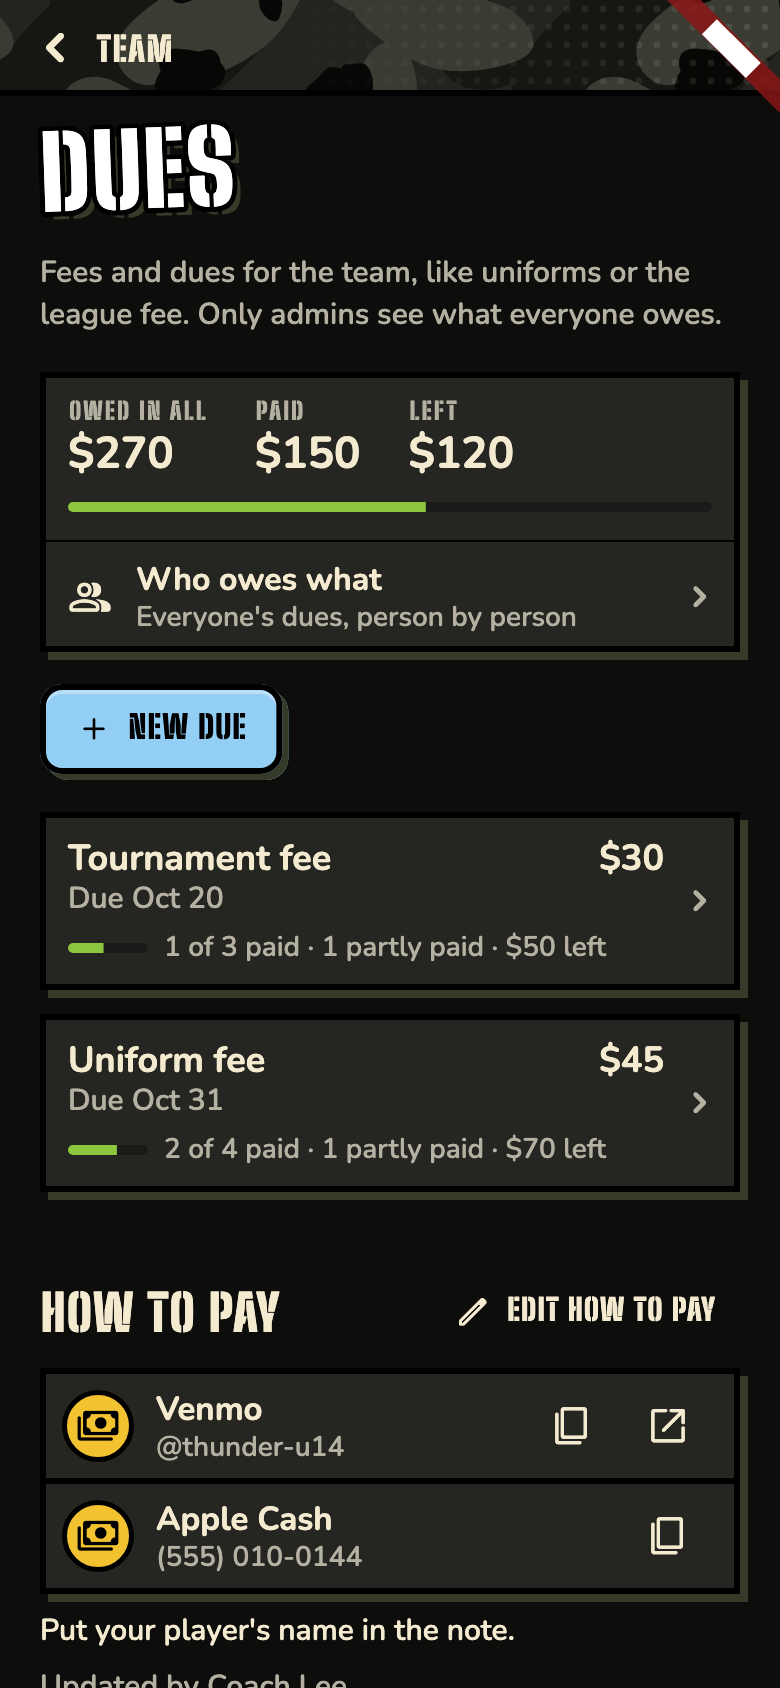 TEAM
DUES
Fees and dues for the team, like uniforms or the
league fee. Only admins see what everyone owes.
OWED IN ALL PAID LEFT
$270 $150 $120
Who owes what
Everyone's dues, person by person
+ NEW DUE
Tournament fee $30
Due Oct 20
1 of 3 paid · 1 partly paid · $50 left
Uniform fee $45
Due Oct 31
2 of 4 paid · 1 partly paid · $70 left
HOW TO PAY EDIT HOW TO PAY
Venmo
@thunder-u14
Apple Cash
(555) 010-0144
Put your player's name in the note.
Updated by Coach Lee